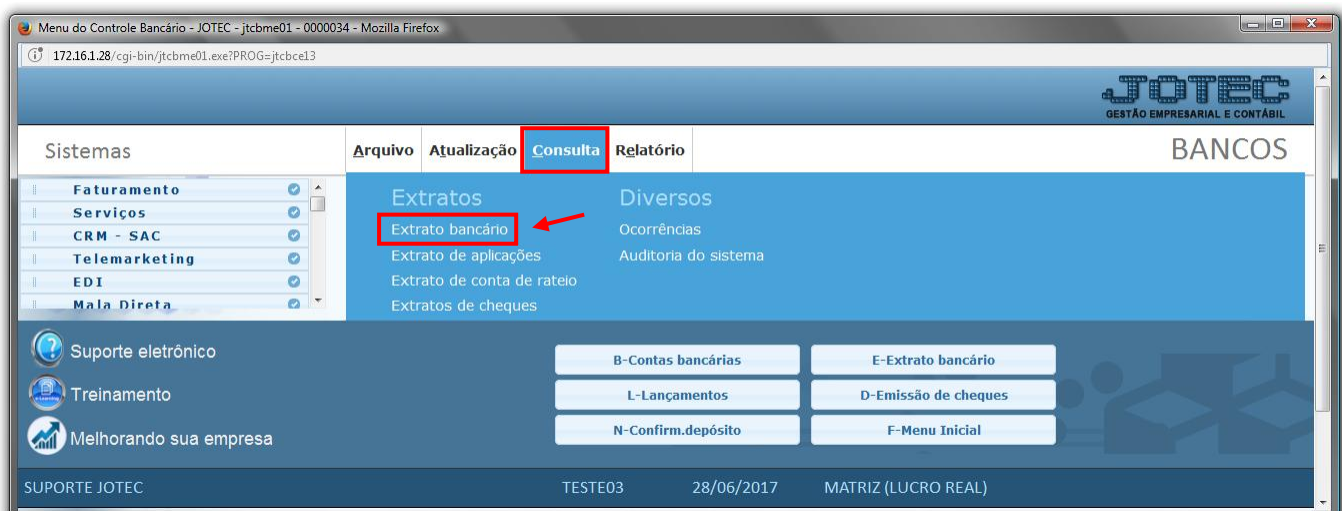 Menu do Controle Bancário - JOTEC - jtcbme01 - 0000034 - Mozilla Firefox
172.16.1.28/cgi-bin/jtcbme01.exe?PROG=jtcbce13
JOTEC
GESTÃO EMPRESARIAL E CONTÁBIL
Sistemas
Arquivo Atualização Consulta Relatório
BANCOS
Faturamento
Serviços
CRM - SAC
Telemarketing
EDI
Mala Direta
Extratos
Extrato bancário
Extrato de aplicações
Extrato de conta de rateio
Extratos de cheques
Diversos
Ocorrências
Auditoria do sistema
Suporte eletrônico
Treinamento
Melhorando sua empresa
B-Contas bancárias E-Extrato bancário
L-Lançamentos D-Emissão de cheques
N-Confirm.depósito F-Menu Inicial
SUPORTE JOTEC TESTE03 28/06/2017 MATRIZ (LUCRO REAL)